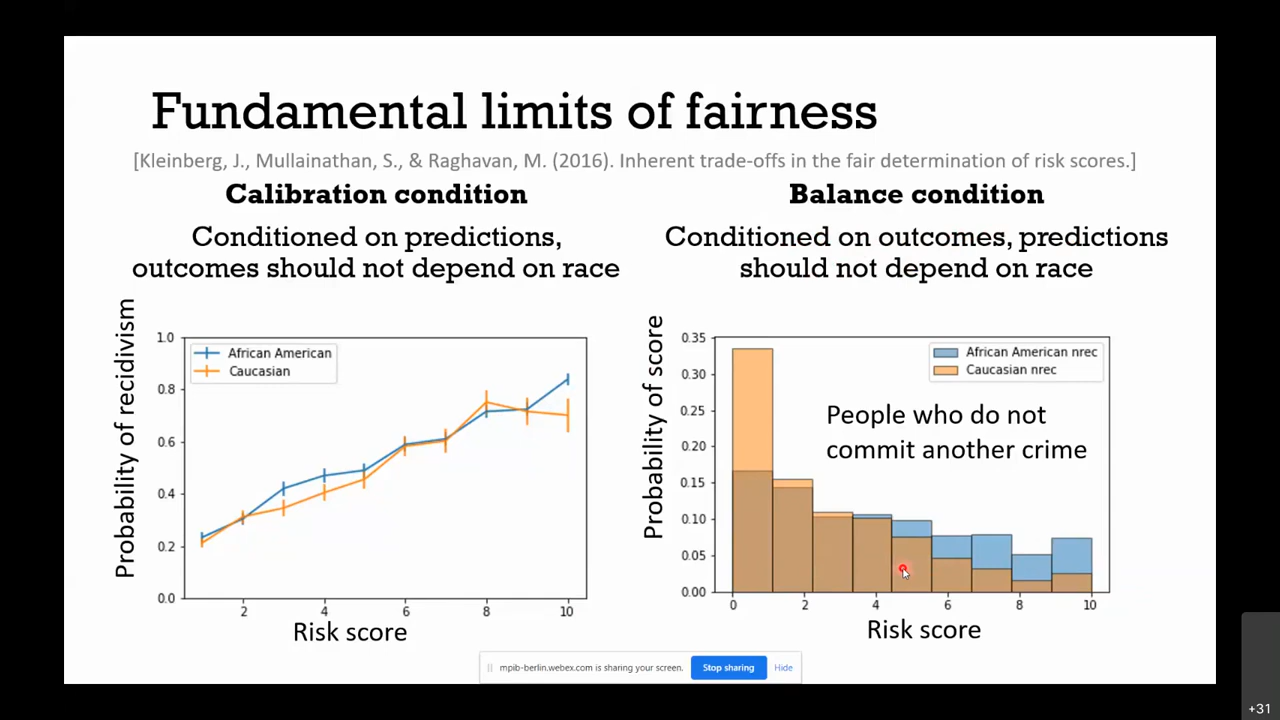 Fundamental limits of fairness
[Kleinberg, J., Mullainathan, S., & Raghavan, M. (2016). Inherent trade-offs in the fair determination of risk scores.]
Calibration condition
Conditioned on predictions,
outcomes should not depend on race
Probability of recidivism
1.0
0.8
0.6
0.4
0.2
0.0
African American
Caucasian
2
4
6
8
10
Risk score
Balance condition
Conditioned on outcomes, predictions
should not depend on race
Probability of score
0.35
0.30
0.25
0.20
0.15
0.10
0.05
0.00
African American nrec
Caucasian nrec
People who do not
commit another crime
0
2
4
6
8
10
Risk score
mpib-berlin.webex.com is sharing your screen.
Stop sharing
Hide
+31